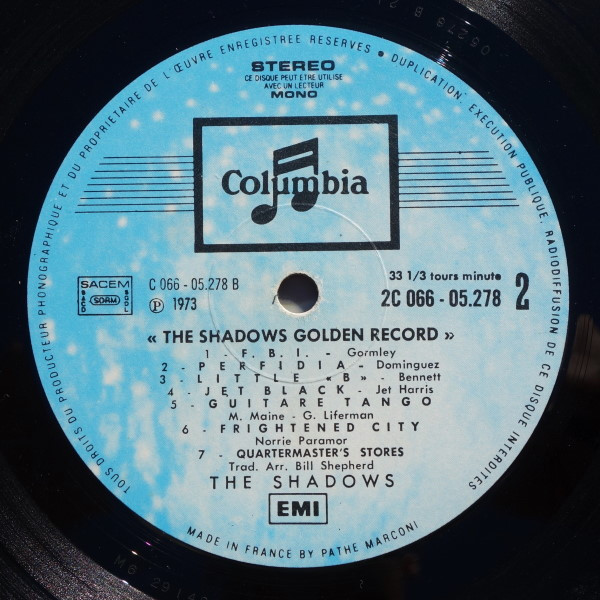 TOUS DROITS DU PRODUCTEUR PHONOGRAPHIQUE ET DU PROPRIETAIRE DE L'ŒUVRE ENREGISTREE RESERVES • DUPLICATION EXECUTION PUBLIQUE, RADIODIFFUSION DE CE DISQUE INTERDITES
STEREO
CE DISQUE PEUT ETRE UTILISE
AVEC UN LECTEUR
MONO
Columbia
SACEM
SACD SDRM SGDL
C 066 - 05.278 B
℗ 1973
33 1/3 tours minute
2C 066 - 05.278 2
« THE SHADOWS GOLDEN RECORD »
1 - F. B. I. - Gormley
2 - PERFIDIA - Dominguez
3 - LITTLE «B» - Bennett
4 - JET BLACK - Jet Harris
5 - GUITARE TANGO
M. Maine - G. Liferman
6 - FRIGHTENED CITY
Norrie Paramor
7 - QUARTERMASTER'S STORES
Trad. Arr. Bill Shepherd
THE SHADOWS
EMI
MADE IN FRANCE BY PATHE MARCONI